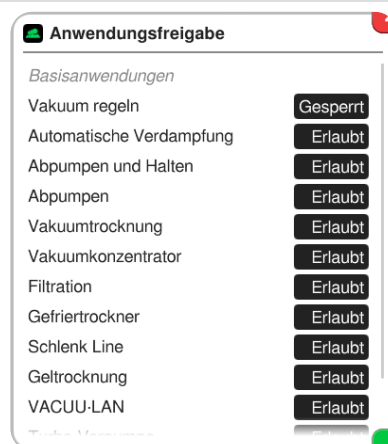 Anwendungsfreigabe
Basisanwendungen
Vakuum regeln Gesperrt
Automatische Verdampfung Erlaubt
Abpumpen und Halten Erlaubt
Abpumpen Erlaubt
Vakuumtrocknung Erlaubt
Vakuumkonzentrator Erlaubt
Filtration Erlaubt
Gefriertrockner Erlaubt
Schlenk Line Erlaubt
Geltrocknung Erlaubt
VACUU·LAN Erlaubt